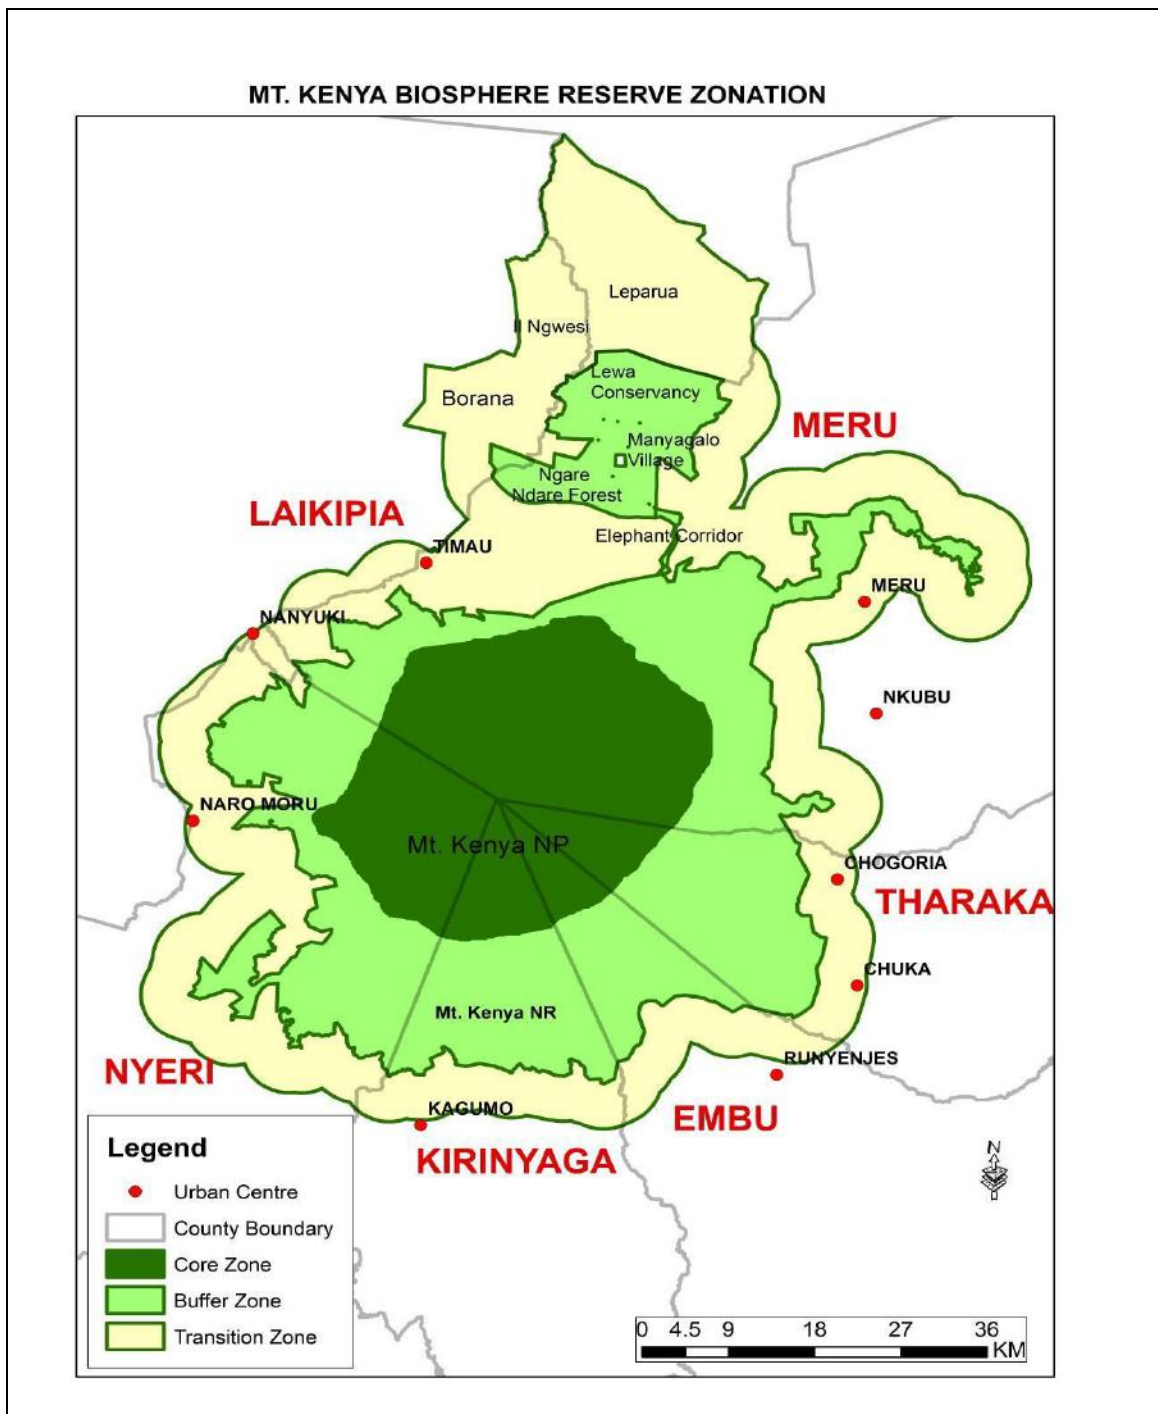 MT. KENYA BIOSPHERE RESERVE ZONATION
Leparua
Il Ngwesi
Lewa
Conservancy
Borana
MERU
Manyagalo
Village
Ngare
Ndare Forest
LAIKIPIA
Elephant Corridor
TIMAU
MERU
NANYUKI
NKUBU
NARO MORU
Mt. Kenya NP
CHOGORIA
THARAKA
CHUKA
Mt. Kenya NR
RUNYENJES
NYERI
KAGUMO
EMBU
KIRINYAGA
Legend
Urban Centre
County Boundary
Core Zone
Buffer Zone
Transition Zone
N
0 4.5 9 18 27 36
KM